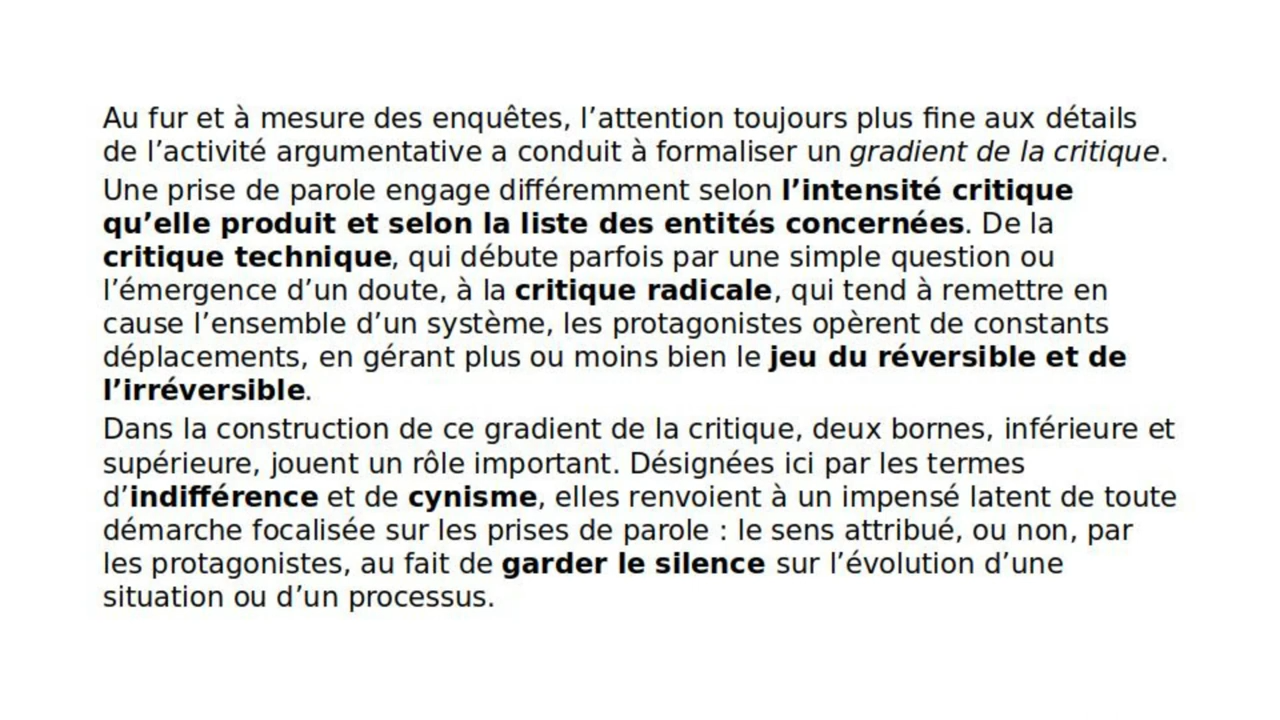 Au fur et à mesure des enquêtes, l’attention toujours plus fine aux détails
de l’activité argumentative a conduit à formaliser un gradient de la critique.
Une prise de parole engage différemment selon l’intensité critique
qu’elle produit et selon la liste des entités concernées. De la
critique technique, qui débute parfois par une simple question ou
l’émergence d’un doute, à la critique radicale, qui tend à remettre en
cause l’ensemble d’un système, les protagonistes opèrent de constants
déplacements, en gérant plus ou moins bien le jeu du réversible et de
l’irréversible.
Dans la construction de ce gradient de la critique, deux bornes, inférieure et
supérieure, jouent un rôle important. Désignées ici par les termes
d’indifférence et de cynisme, elles renvoient à un impensé latent de toute
démarche focalisée sur les prises de parole : le sens attribué, ou non, par
les protagonistes, au fait de garder le silence sur l’évolution d’une
situation ou d’un processus.